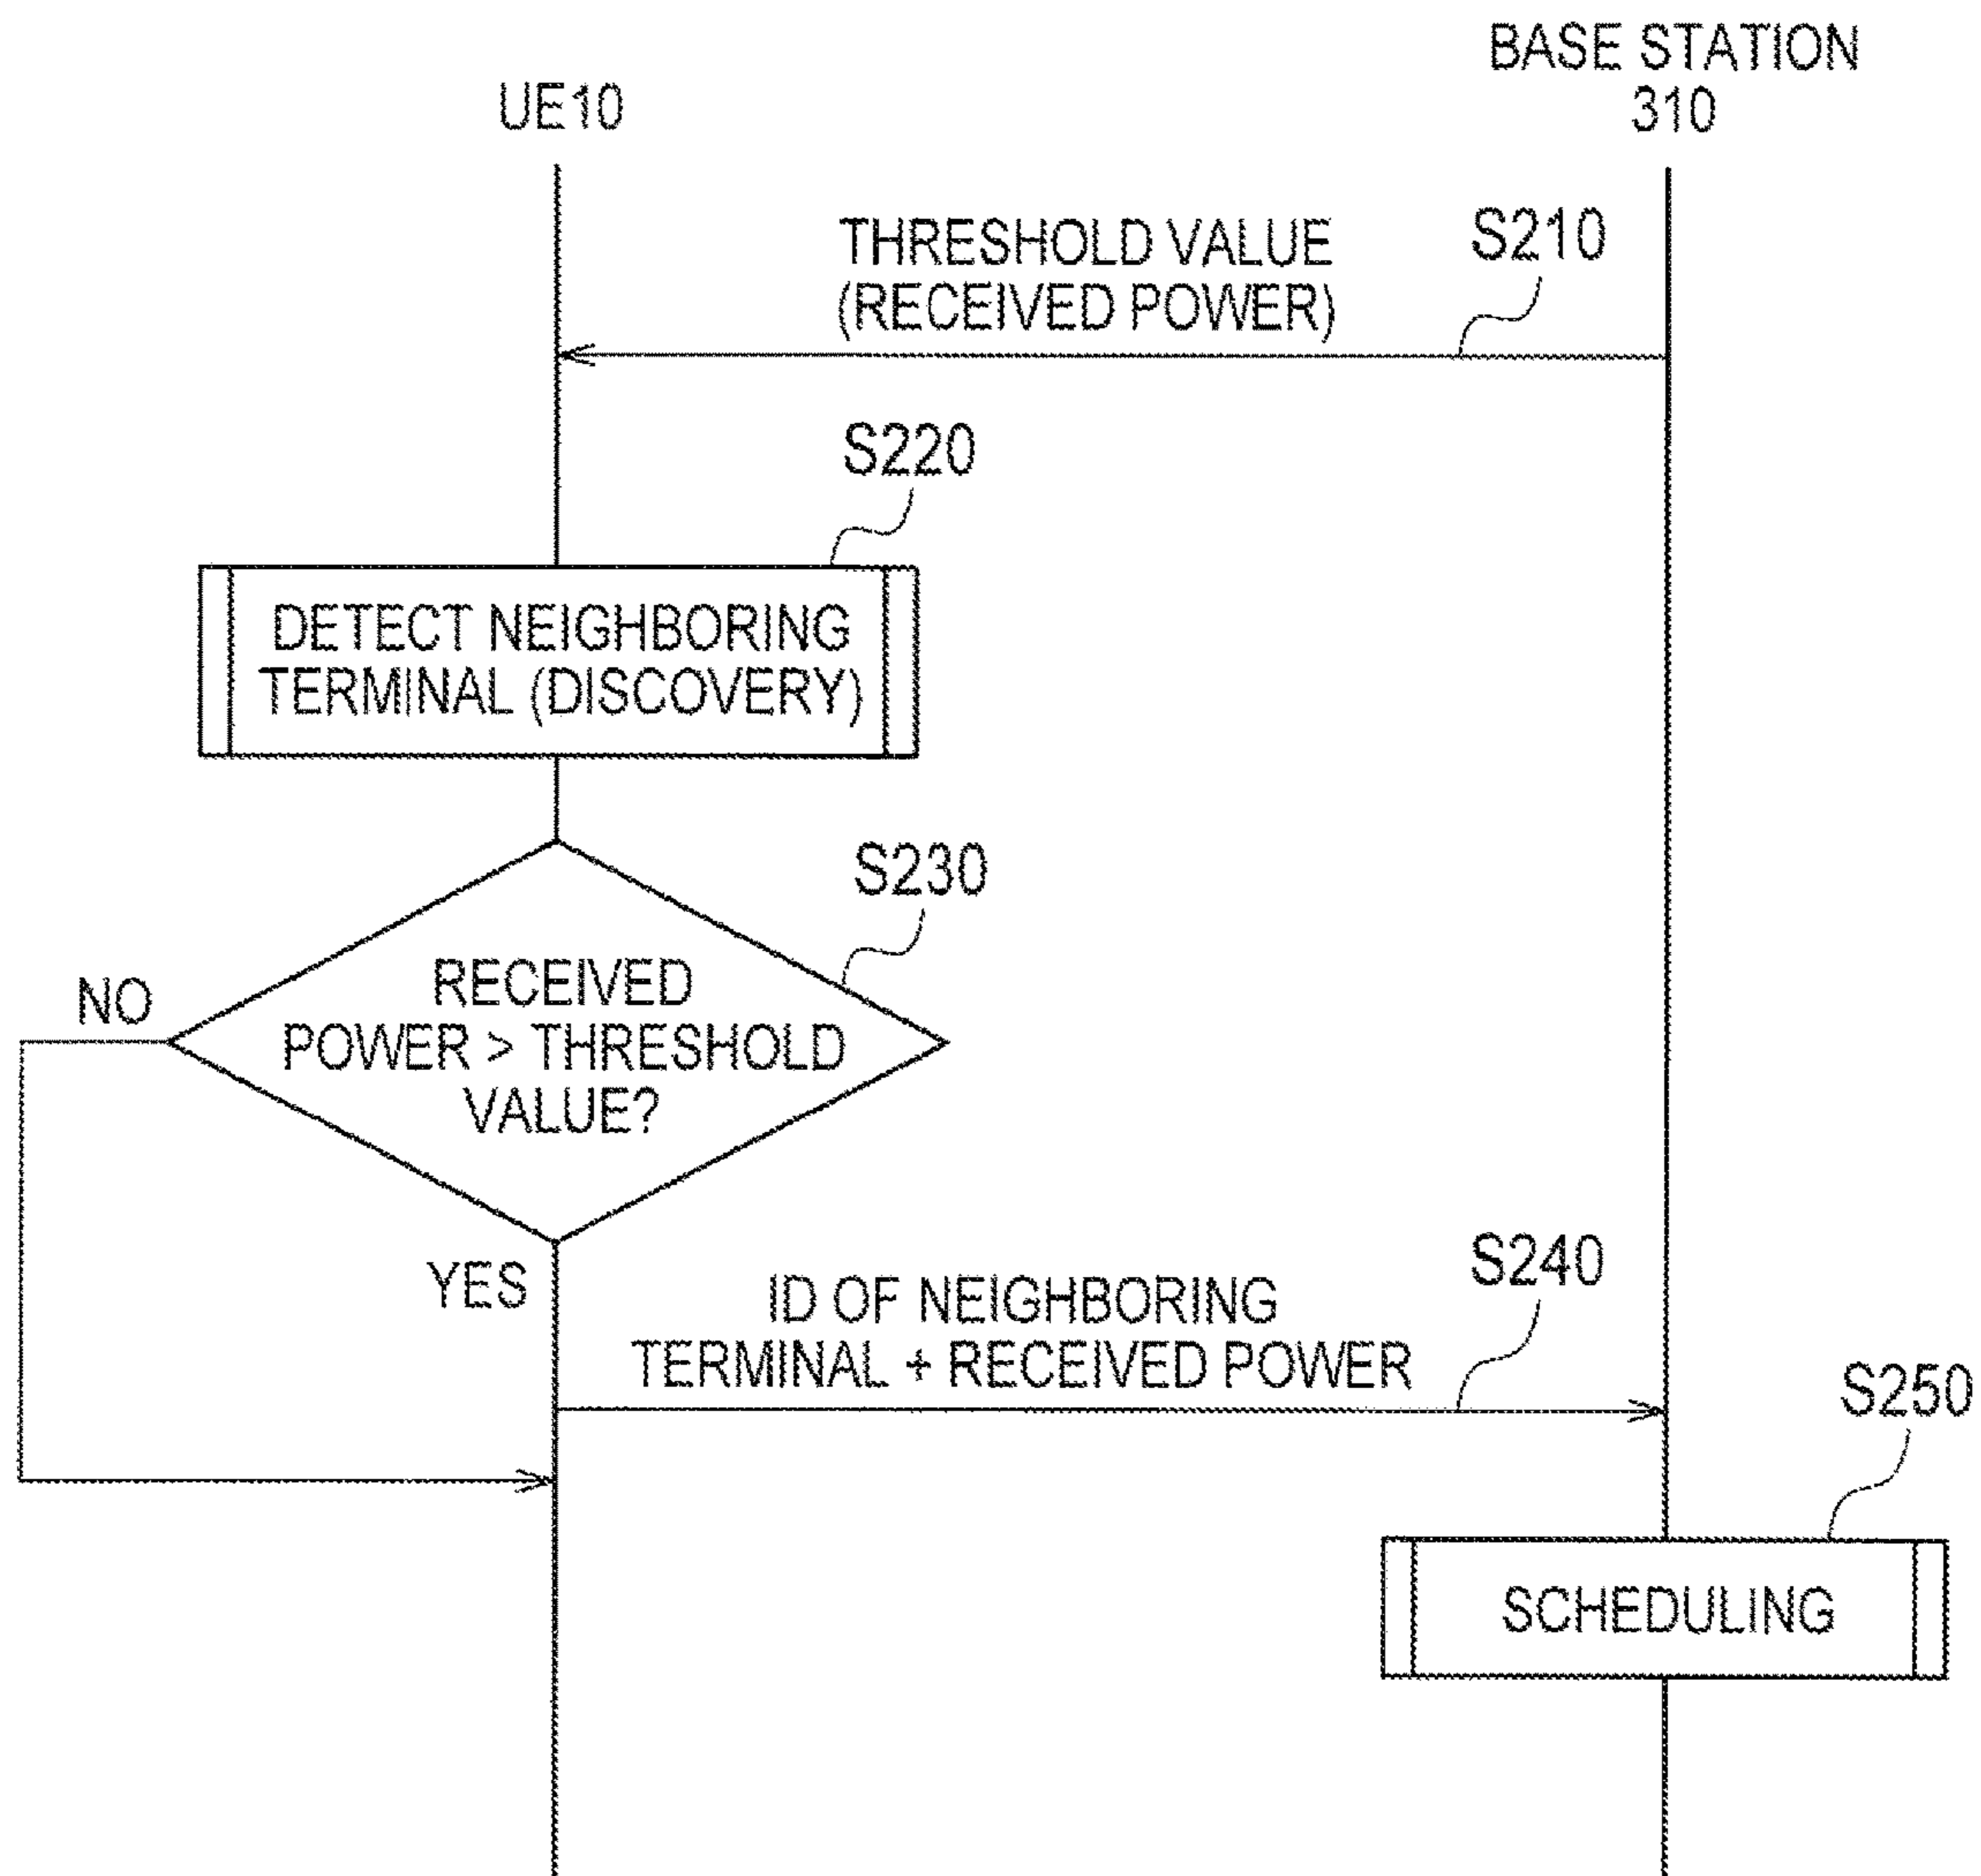 BASE STATION
310
UE10
THRESHOLD VALUE
(RECEIVED POWER)
S210
S220
DETECT NEIGHBORING
TERMINAL (DISCOVERY)
S230
NO
RECEIVED
POWER > THRESHOLD
VALUE?
YES
S240
ID OF NEIGHBORING
TERMINAL + RECEIVED POWER
S250
SCHEDULING